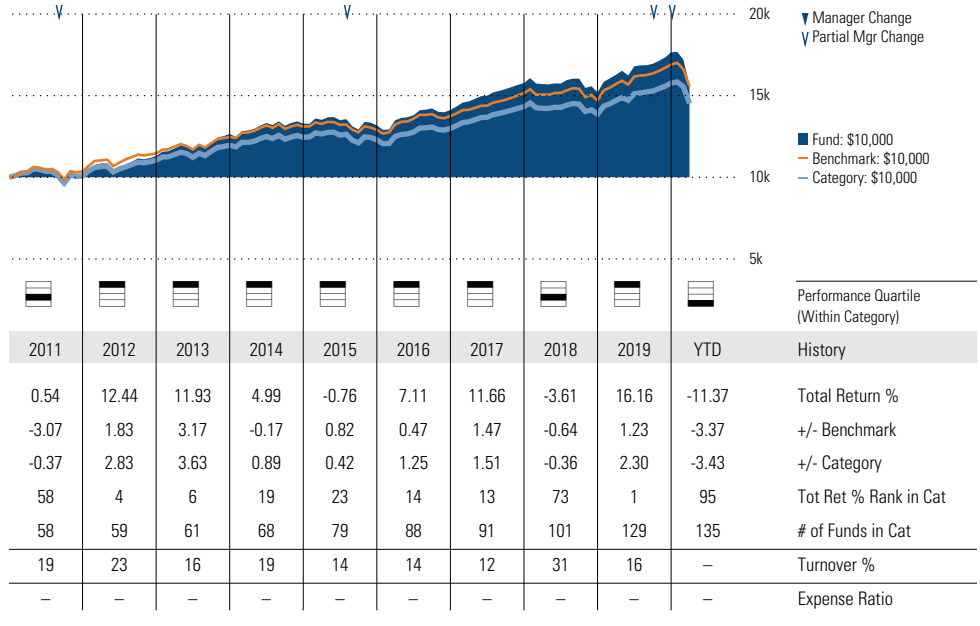 20k
▼ Manager Change
Partial Mgr Change
15k
Fund: $10,000
Benchmark: $10,000
Category: $10,000
10k
5k
Performance Quartile
(Within Category)
2011 2012 2013 2014 2015 2016 2017 2018 2019 YTD History
0.54 12.44 11.93 4.99 -0.76 7.11 11.66 -3.61 16.16 -11.37 Total Return %
-3.07 1.83 3.17 -0.17 0.82 0.47 1.47 -0.64 1.23 -3.37 +/- Benchmark
-0.37 2.83 3.63 0.89 0.42 1.25 1.51 -0.36 2.30 -3.43 +/- Category
58 4 6 19 23 14 13 73 1 95 Tot Ret % Rank in Cat
58 59 61 68 79 88 91 101 129 135 # of Funds in Cat
19 23 16 19 14 14 12 31 16 – Turnover %
– – – – – – – – – – Expense Ratio